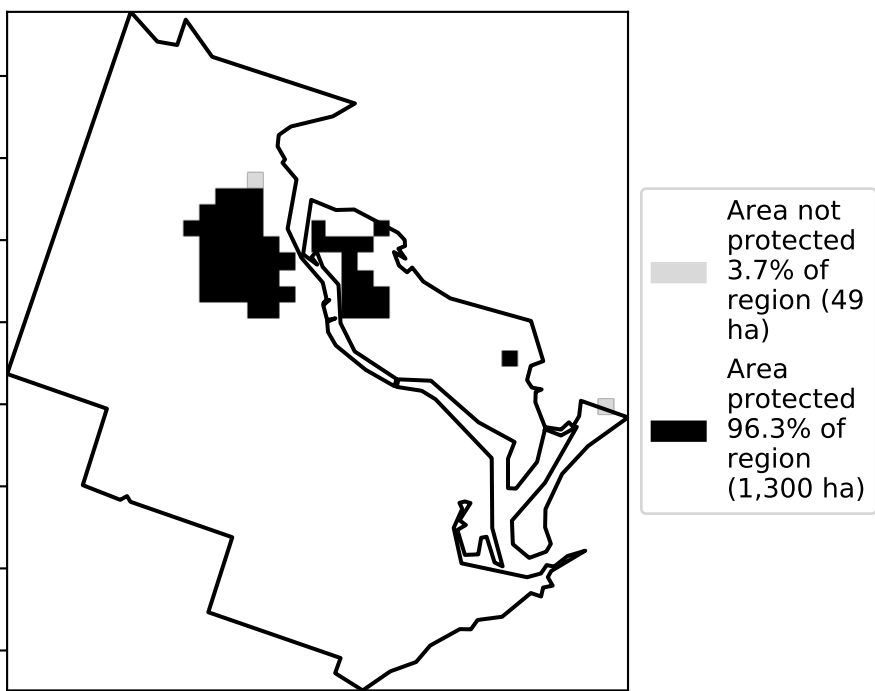 Area not
protected
3.7% of
region (49
ha)
Area
protected
96.3% of
region
(1,300 ha)